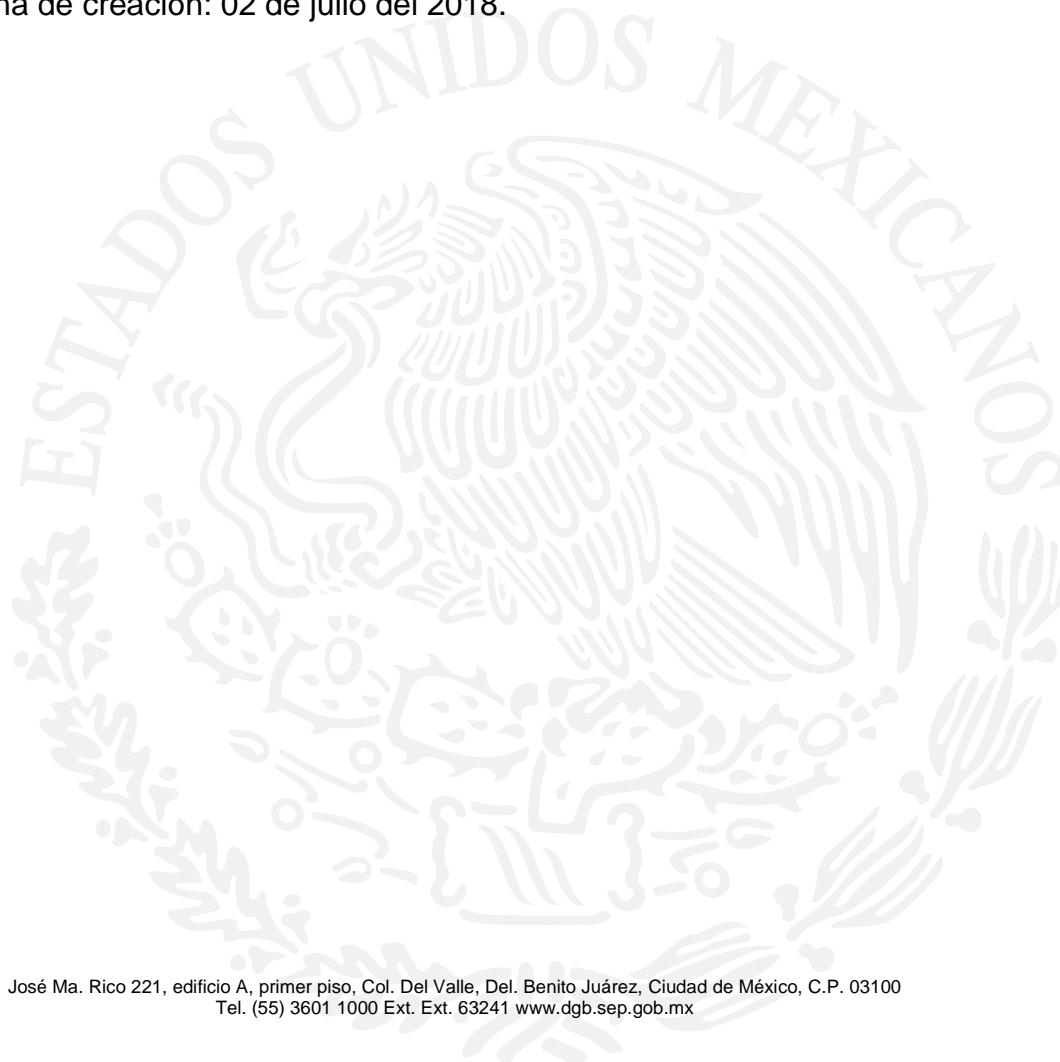 de creación: 02 de julio del 2018.
ESTADOS UNIDOS MEXICANOS
José Ma. Rico 221, edificio A, primer piso, Col. Del Valle, Del. Benito Juárez, Ciudad de México, C.P. 03100
Tel. (55) 3601 1000 Ext. Ext. 63241 www.dgb.sep.gob.mx